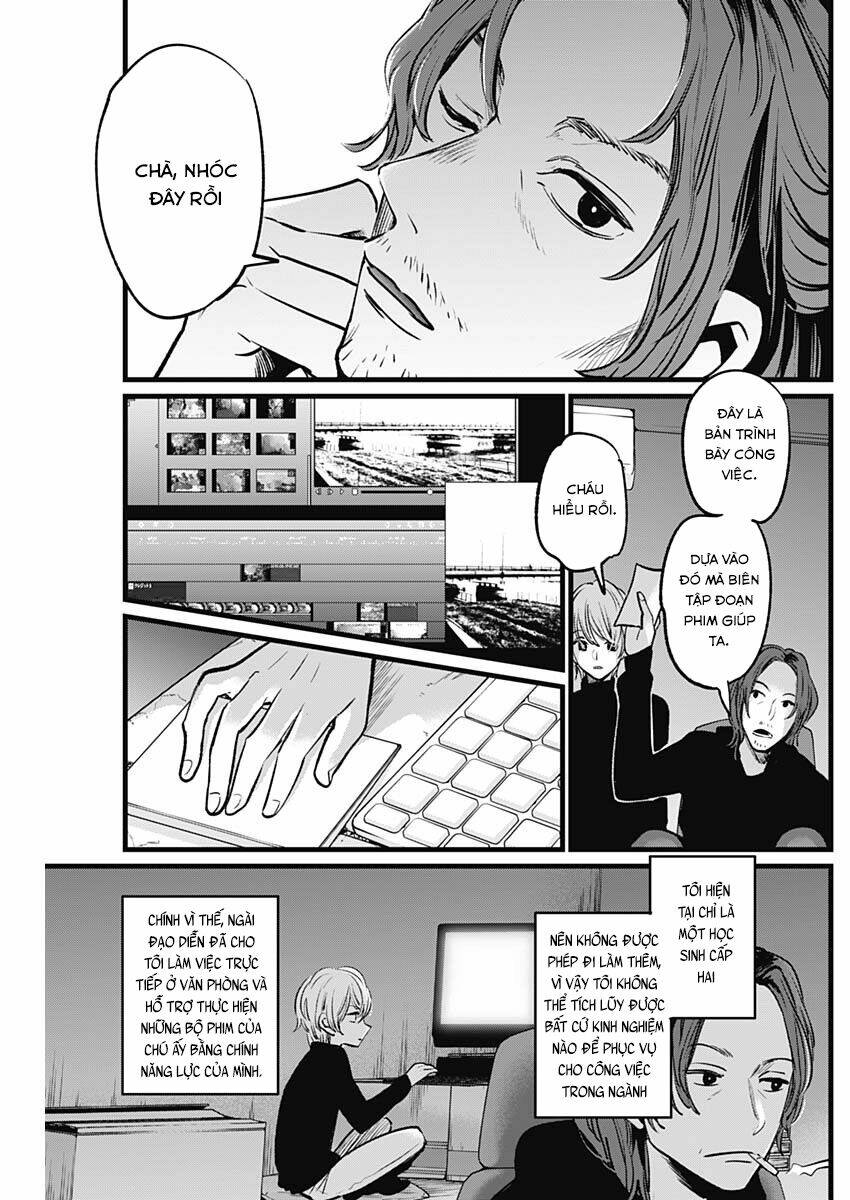 CHÀ, NHÓC
ĐÂY RỒI
ĐÂY LÀ
BẢN TRÌNH
BÀY CÔNG
VIỆC.
DỰA VÀO
ĐÓ MÀ BIÊN
TẬP ĐOẠN
PHIM GIÚP
TA.
CHÁU
HIỂU RỒI.
TÔI HIỆN
TẠI CHỈ LÀ
MỘT HỌC
SINH CẤP
HAI
NÊN KHÔNG ĐƯỢC
PHÉP ĐI LÀM THÊM,
VÌ VẬY TÔI KHÔNG
THỂ TÍCH LŨY ĐƯỢC
BẤT CỨ KINH NGHIỆM
NÀO ĐỂ PHỤC VỤ
CHO CÔNG VIỆC
TRONG NGÀNH
CHÍNH VÌ THẾ, NGÀI
ĐẠO DIỄN ĐÃ CHO
TÔI LÀM VIỆC TRỰC
TIẾP Ở VĂN PHÒNG VÀ
HỖ TRỢ THỰC HIỆN
NHỮNG BỘ PHIM CỦA
CHÚ ẤY BẰNG CHÍNH
NĂNG LỰC CỦA MÌNH.